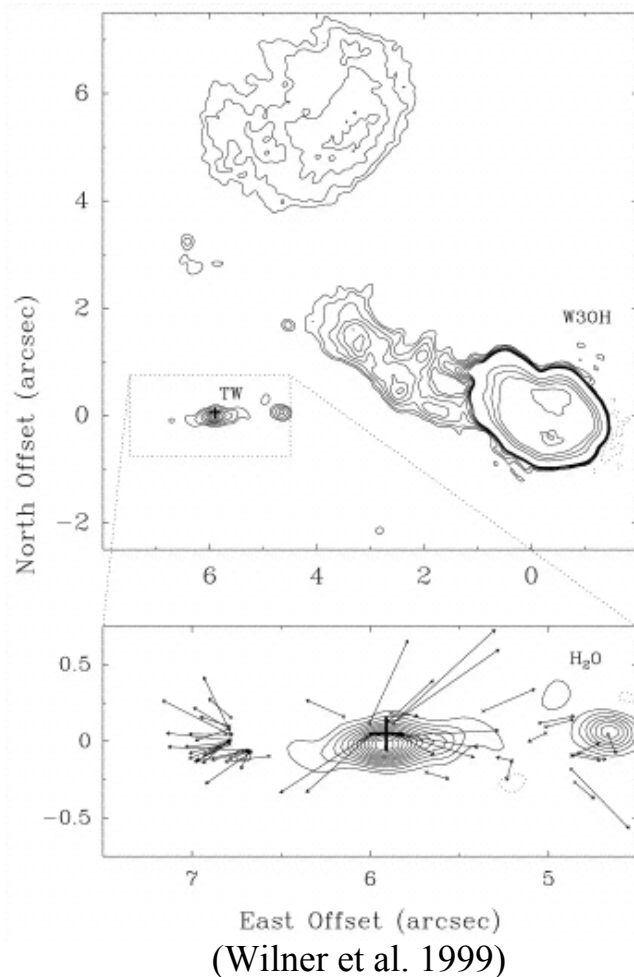 6
4
2
0
−2
North Offset (arcsec)
W3OH
TW
6 4 2 0
H₂O
0.5
0
−0.5
7 6 5
East Offset (arcsec)
(Wilner et al. 1999)